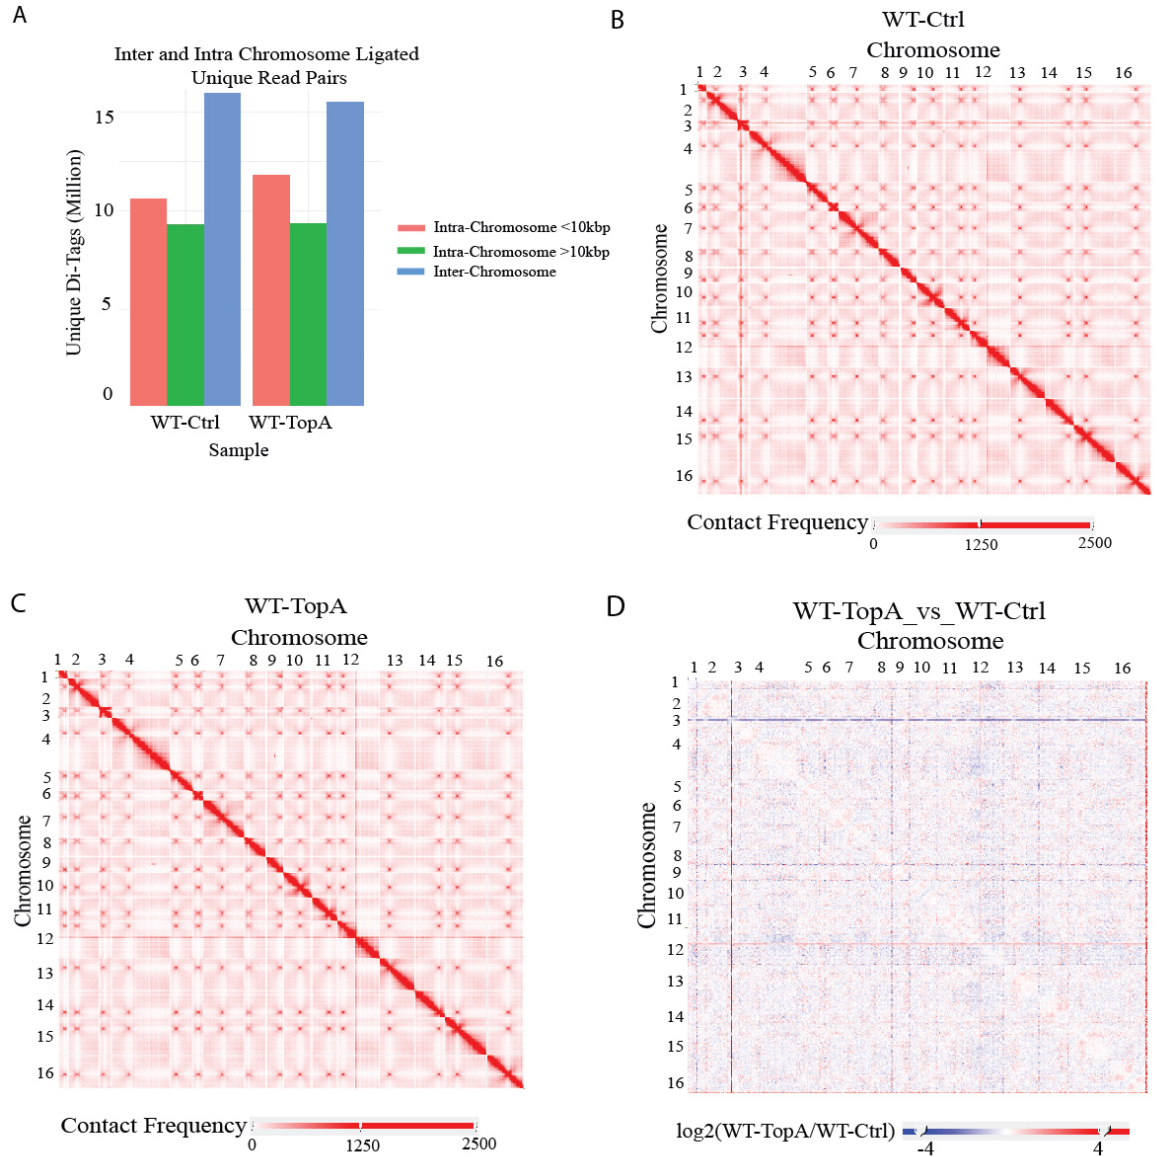 A
Inter and Intra Chromosome Ligated
Unique Read Pairs
15
10
5
0
Unique Di-Tags (Million)
WT-Ctrl WT-TopA
Sample
Intra-Chromosome <10kbp
Intra-Chromosome >10kbp
Inter-Chromosome
B
WT-Ctrl
Chromosome
1 2 3 4 5 6 7 8 9 10 11 12 13 14 15 16
1
2
3
4
5
6
7
8
9
10
11
12
13
14
15
16
Chromosome
Contact Frequency
0 1250 2500
C
WT-TopA
Chromosome
1 2 3 4 5 6 7 8 9 10 11 12 13 14 15 16
1
2
3
4
5
6
7
8
9
10
11
12
13
14
15
16
Chromosome
Contact Frequency
0 1250 2500
D
WT-TopA_vs_WT-Ctrl
Chromosome
1 2 3 4 5 6 7 8 9 10 11 12 13 14 15 16
1
2
3
4
5
6
7
8
9
10
11
12
13
14
15
16
Chromosome
log2(WT-TopA/WT-Ctrl)
-4 4